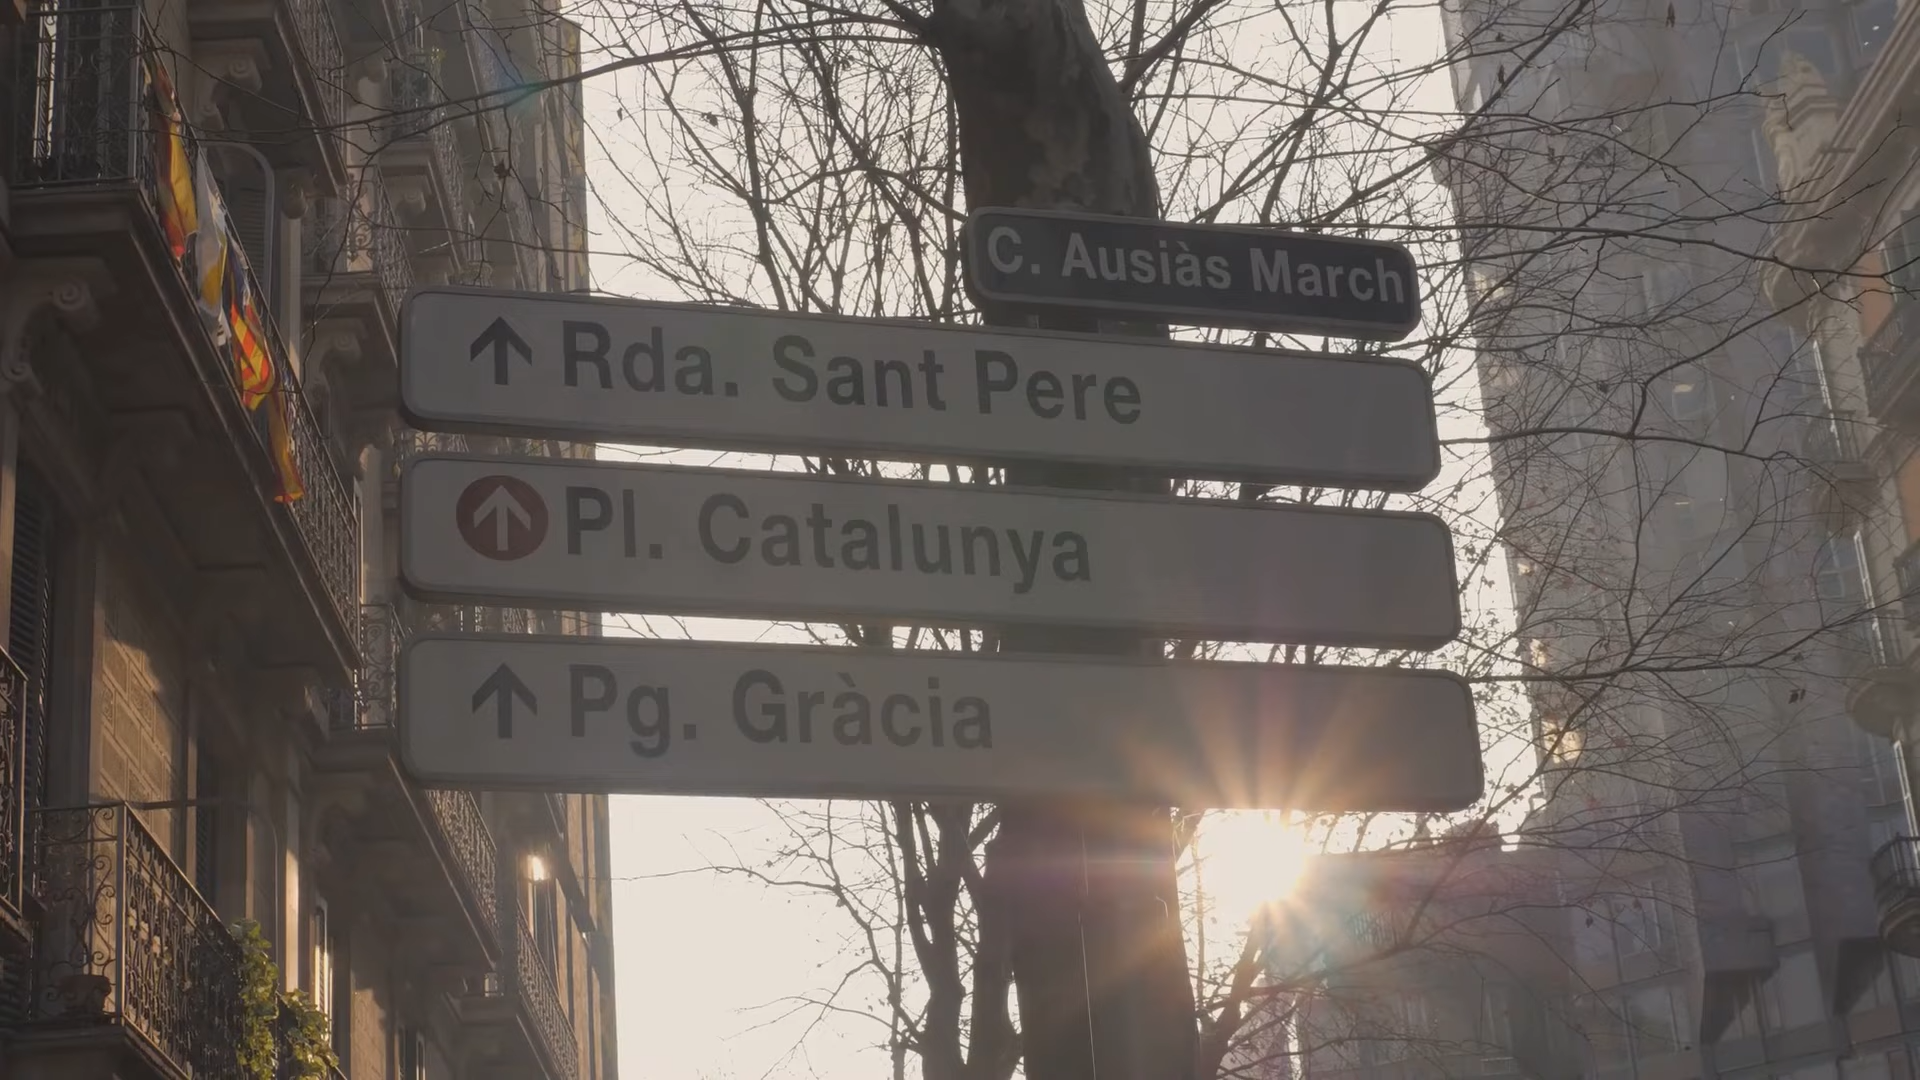 C. Ausiàs March
Rda. Sant Pere
Pl. Catalunya
Pg. Gràcia